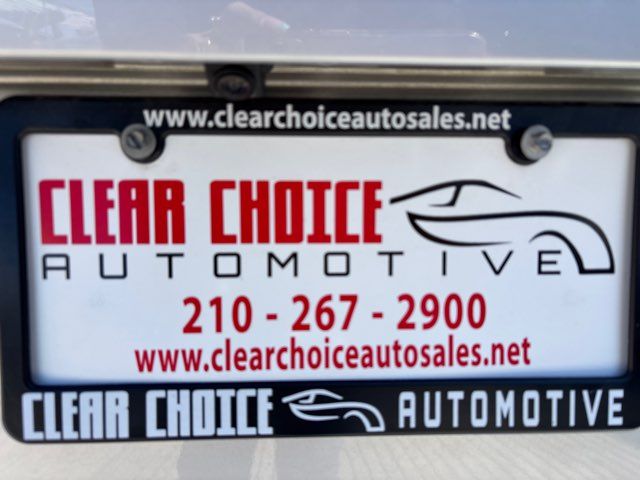 www.clearchoiceautosales.net
CLEAR CHOICE
AUTOMOTIVE
210 - 267 - 2900
www.clearchoiceautosales.net
CLEAR CHOICE AUTOMOTIVE